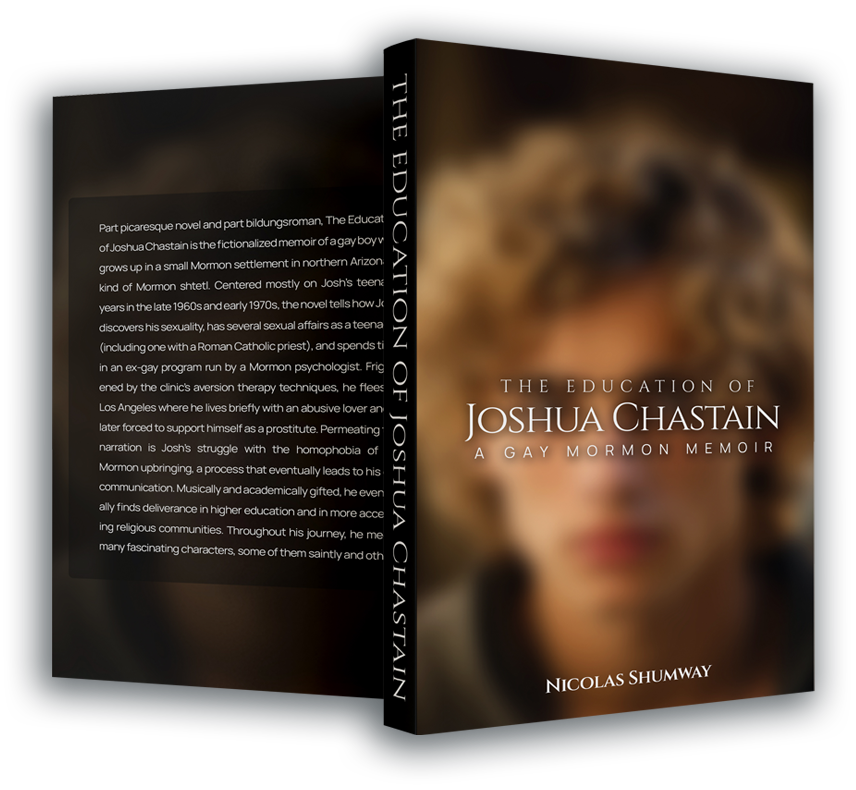 Part picaresque novel and part bildungsroman, The Educat
of Joshua Chastain is the fictionalized memoir of a gay boy w
grows up in a small Mormon settlement in northern Arizona
kind of Mormon shtetl. Centered mostly on Josh's teena
years in the late 1960s and early 1970s, the novel tells how Jo
discovers his sexuality, has several sexual affairs as a teena
(including one with a Roman Catholic priest), and spends ti
in an ex-gay program run by a Mormon psychologist. Frig
ened by the clinic's aversion therapy techniques, he flees
Los Angeles where he lives briefly with an abusive lover an
later forced to support himself as a prostitute. Permeating
narration is Josh's struggle with the homophobia of
Mormon upbringing, a process that eventually leads to his
communication. Musically and academically gifted, he even
ally finds deliverance in higher education and in more acce
ing religious communities. Throughout his journey, he me
many fascinating characters, some of them saintly and oth
THE EDUCATION OF JOSHUA CHASTAIN
THE EDUCATION OF
JOSHUA CHASTAIN
A GAY MORMON MEMOIR
NICOLAS SHUMWAY